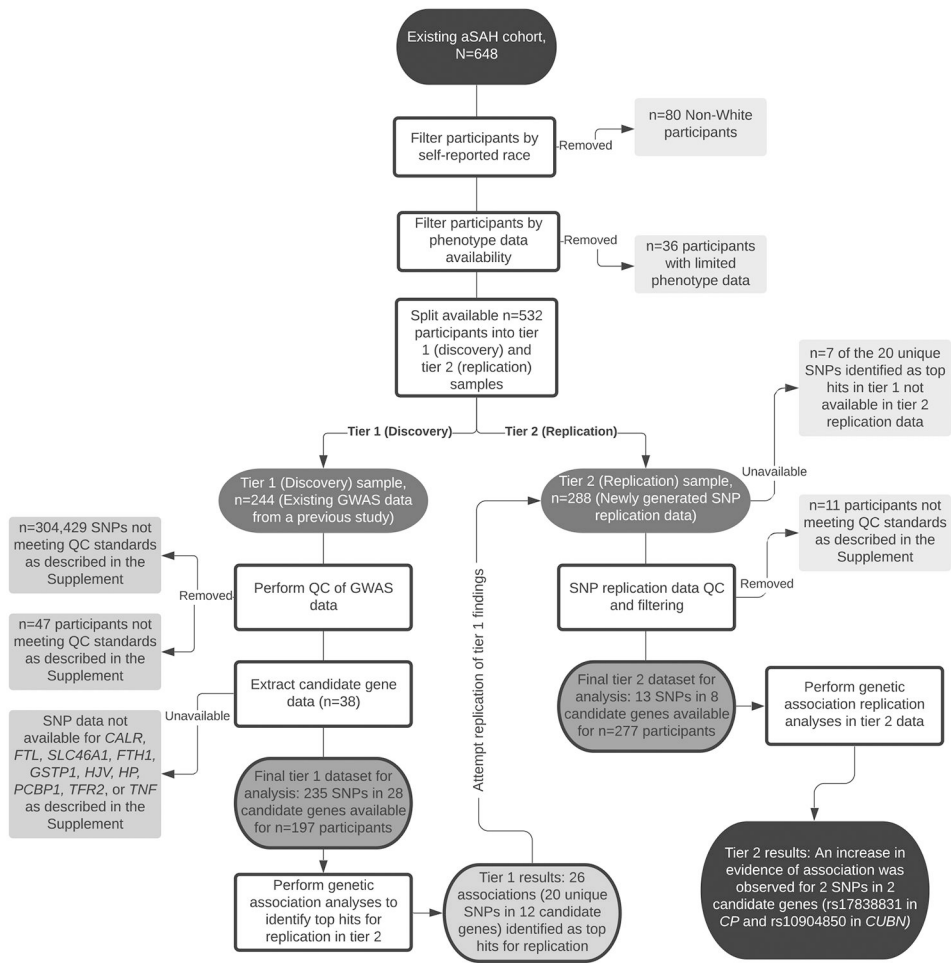 Existing aSAH cohort,
N=648
Filter participants by
self-reported race
Removed
n=80 Non-White
participants
Filter participants by
phenotype data
availability
Removed
n=36 participants
with limited
phenotype data
Split available n=532
participants into tier
1 (discovery) and
tier 2 (replication)
samples
n=7 of the 20 unique
SNPs identified as top
hits in tier 1 not
available in tier 2
replication data
Tier 1 (Discovery)
Tier 2 (Replication)
Unavailable
Tier 1 (Discovery) sample,
n=244 (Existing GWAS data
from a previous study)
Tier 2 (Replication) sample,
n=288 (Newly generated SNP
replication data)
n=11 participants not
meeting QC standards
as described in the
Supplement
n=304,429 SNPs not
meeting QC standards
as described in the
Supplement
Removed
Perform QC of GWAS
data
SNP replication data QC
and filtering
Removed
n=47 participants not
meeting QC standards
as described in the
Supplement
Extract candidate gene
data (n=38)
Unavailable
SNP data not
available for CALR,
FTL, SLC46A1, FTH1,
GSTP1, HJV, HP,
PCBP1, TFR2, or TNF
as described in the
Supplement
Final tier 1 dataset for
analysis: 235 SNPs in 28
candidate genes available
for n=197 participants
Perform genetic
association analyses to
identify top hits for
replication in tier 2
Tier 1 results: 26
associations (20 unique
SNPs in 12 candidate
genes) identified as top
hits for replication
Attempt replication of tier 1 findings
Final tier 2 dataset for
analysis: 13 SNPs in 8
candidate genes available
for n=277 participants
Perform genetic
association replication
analyses in tier 2 data
Tier 2 results: An increase in
evidence of association was
observed for 2 SNPs in 2
candidate genes (rs17838831 in
CP and rs10904850 in CUBN)